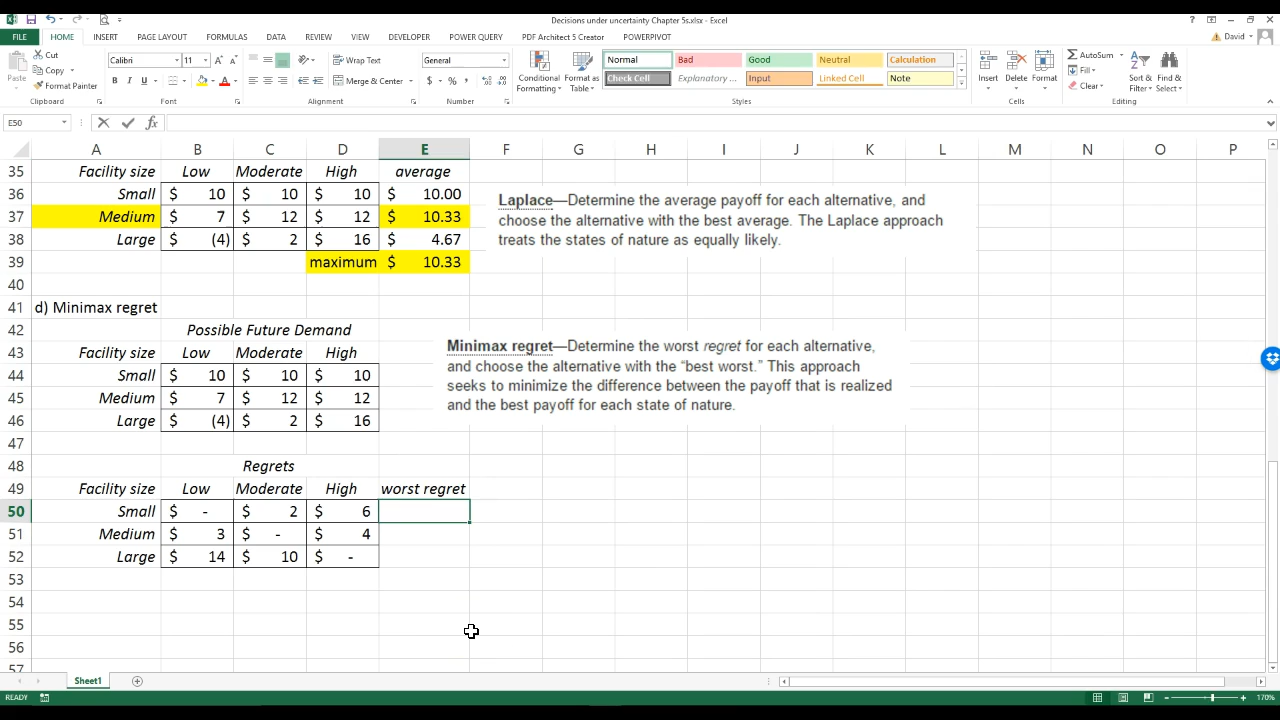 Decisions under uncertainty Chapter 5s.xlsx - Excel
FILE HOME INSERT PAGE LAYOUT FORMULAS DATA REVIEW VIEW DEVELOPER POWER QUERY PDF Architect 5 Creator POWERPIVOT David
Cut
Copy
Format Painter
Paste
Clipboard
Calibri 11
B I U
Font
Wrap Text
Merge & Center
Alignment
General
$ % ,
Number
Conditional Formatting
Format as Table
Normal Bad Good Neutral Calculation
Check Cell Explanatory ... Input Linked Cell Note
Styles
Insert Delete Format
Cells
AutoSum
Fill
Clear
Sort & Filter
Find & Select
Editing
E50
A B C D E F G H I J K L M N O P
35 Facility size Low Moderate High average
36 Small $ 10 $ 10 $ 10 $ 10.00
37 Medium $ 7 $ 12 $ 12 $ 10.33
38 Large $ (4) $ 2 $ 16 $ 4.67
39 maximum $ 10.33
Laplace—Determine the average payoff for each alternative, and
choose the alternative with the best average. The Laplace approach
treats the states of nature as equally likely.
40
41 d) Minimax regret
42 Possible Future Demand
43 Facility size Low Moderate High
44 Small $ 10 $ 10 $ 10
45 Medium $ 7 $ 12 $ 12
46 Large $ (4) $ 2 $ 16
Minimax regret—Determine the worst regret for each alternative,
and choose the alternative with the “best worst.” This approach
seeks to minimize the difference between the payoff that is realized
and the best payoff for each state of nature.
47
48 Regrets
49 Facility size Low Moderate High worst regret
50 Small $ - $ 2 $ 6
51 Medium $ 3 $ - $ 4
52 Large $ 14 $ 10 $ -
53
54
55
56
57
Sheet1
READY 170%